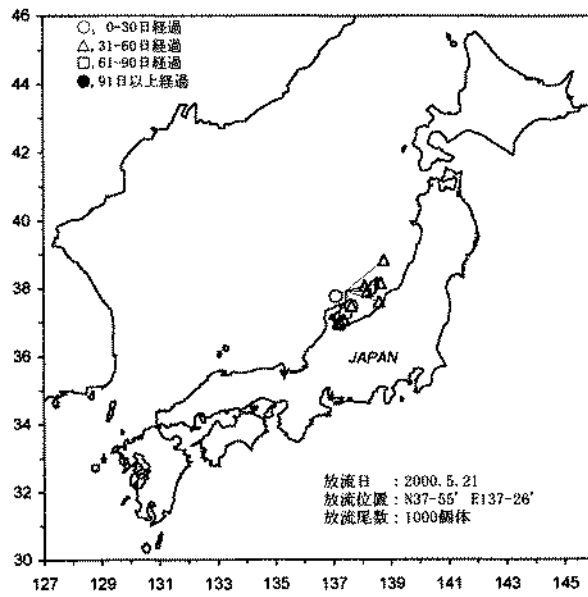 46
○, 0-30日経過
△, 31-60日経過
□, 61-90日経過
●, 91日以上経過
44
42
40
38
36
JAPAN
34
放流日 : 2000.5.21
放流位置 : N37-55' E137-26'
放流尾数 : 1000個体
32
30
127 129 131 133 135 137 139 141 143 145